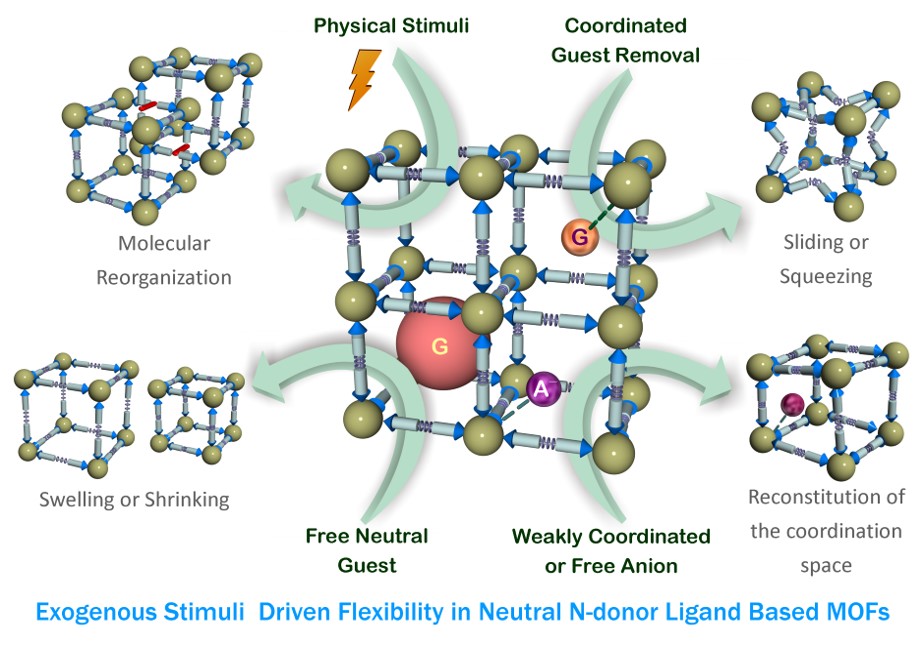 Physical Stimuli
Coordinated
Guest Removal
Molecular
Reorganization
G
Sliding or
Squeezing
G
A
Swelling or Shrinking
Reconstitution of
the coordination
space
Free Neutral
Guest
Weakly Coordinated
or Free Anion
Exogenous Stimuli  Driven Flexibility in Neutral N-donor Ligand Based MOFs